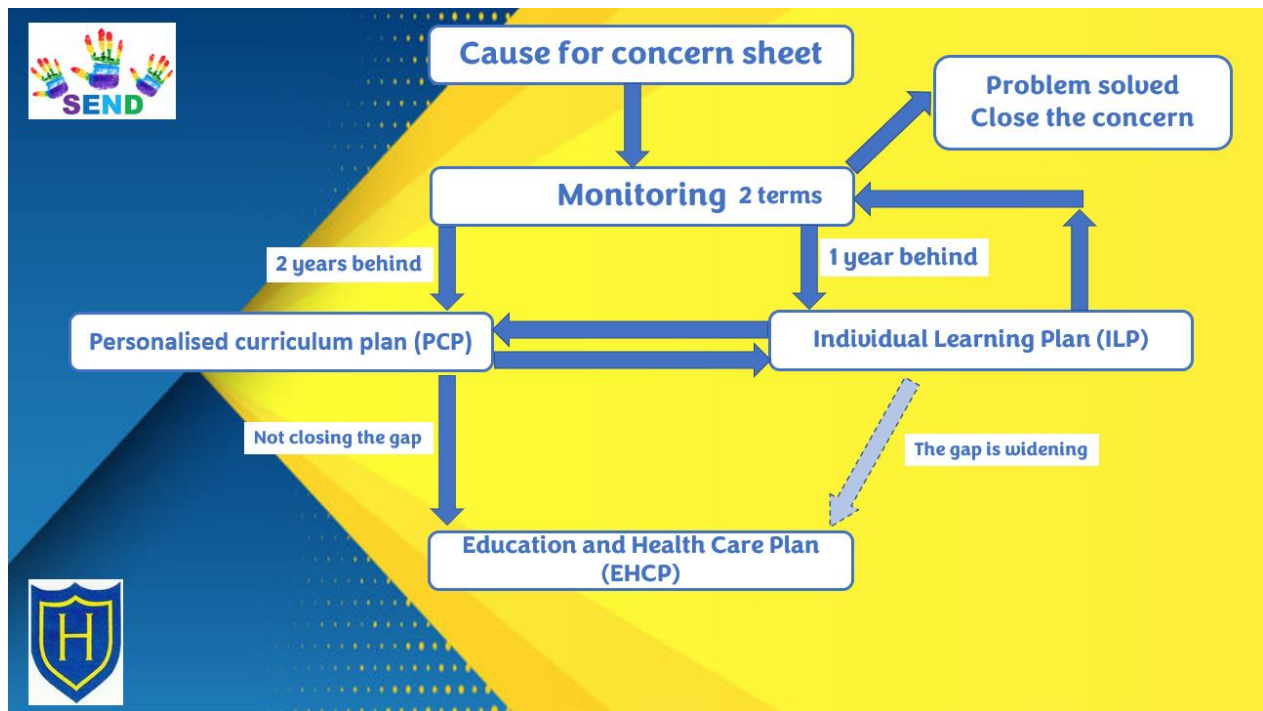 SEND
Cause for concern sheet
Problem solved
Close the concern
Monitoring 2 terms
2 years behind
1 year behind
Personalised curriculum plan (PCP)
Individual Learning Plan (ILP)
Not closing the gap
The gap is widening
Education and Health Care Plan
(EHCP)
H